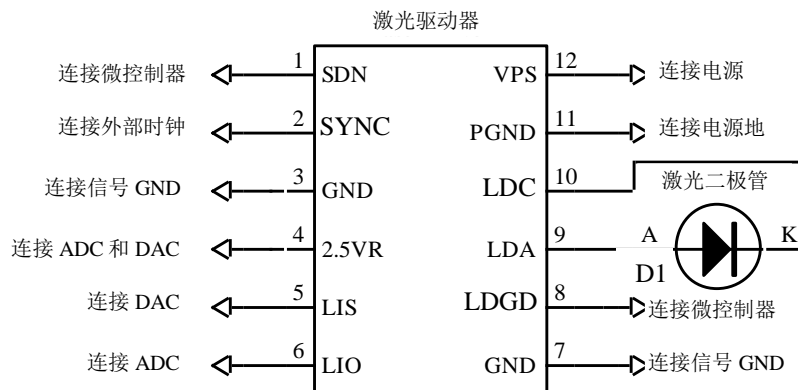 激光驱动器
连接微控制器 1 SDN VPS 12 连接电源
连接外部时钟 2 SYNC PGND 11 连接电源地
连接信号 GND 3 GND LDC 10 激光二极管
连接 ADC 和 DAC 4 2.5VR LDA 9 A K
D1
连接 DAC 5 LIS LDGD 8 连接微控制器
连接 ADC 6 LIO GND 7 连接信号 GND